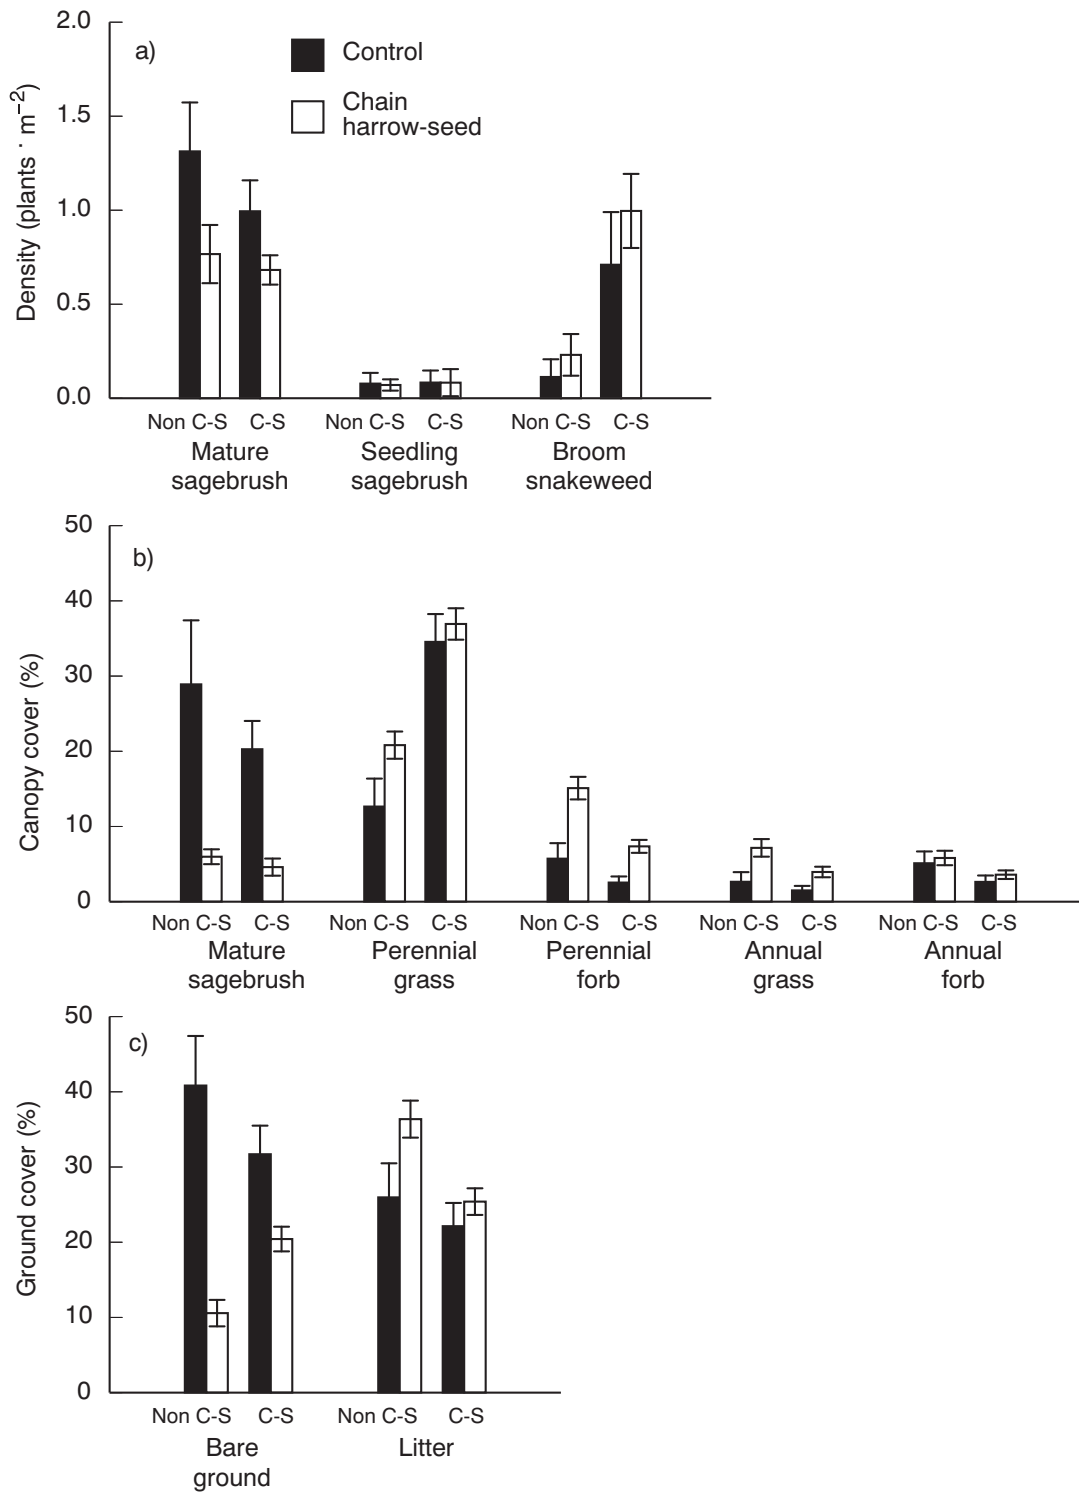 2.0
a)
Control
Chain
harrow-seed
1.5
1.0
0.5
0.0
Density (plants · m⁻²)
Non C-S C-S Non C-S C-S Non C-S C-S
Mature Seedling Broom
sagebrush sagebrush snakeweed
50
b)
40
30
20
10
0
Canopy cover (%)
Non C-S C-S Non C-S C-S Non C-S C-S Non C-S C-S Non C-S C-S
Mature Perennial Perennial Annual Annual
sagebrush grass forb grass forb
50
c)
40
30
20
10
0
Ground cover (%)
Non C-S C-S Non C-S C-S
Bare Litter
ground